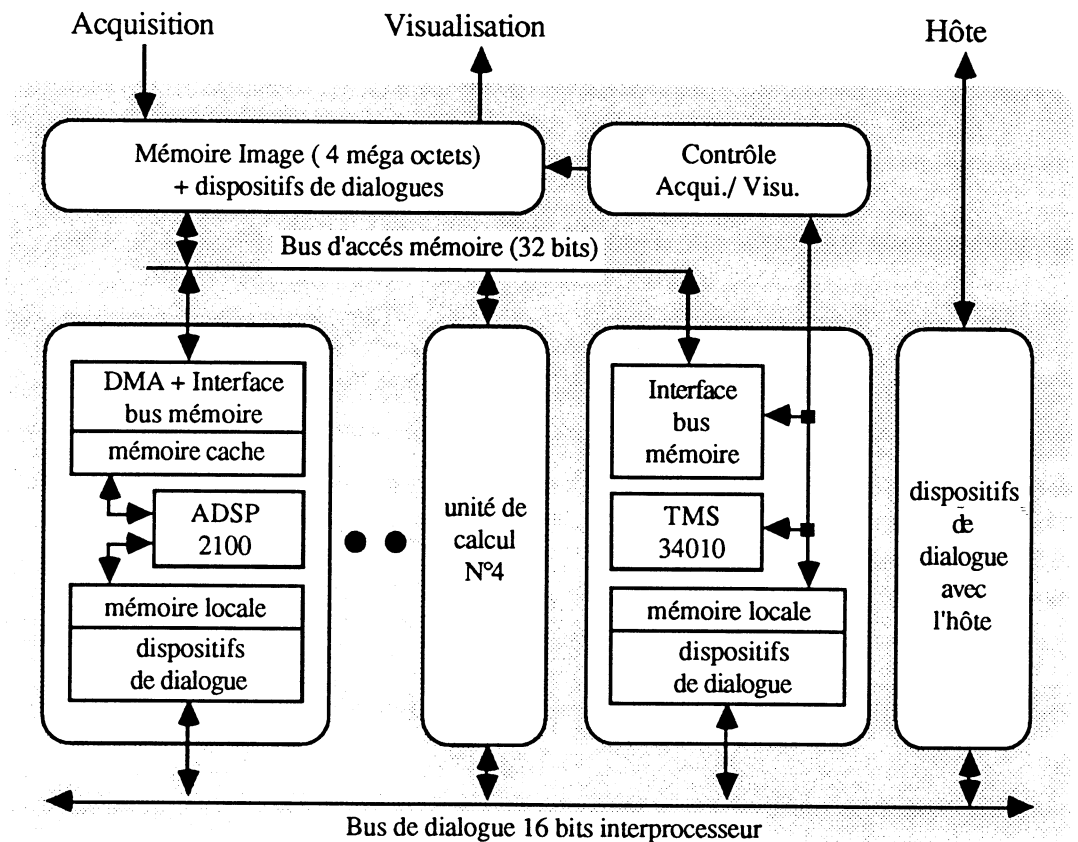 Acquisition
Visualisation
Hôte
Mémoire Image ( 4 méga octets)
+ dispositifs de dialogues
Contrôle
Acqui./ Visu.
Bus d'accés mémoire (32 bits)
DMA + Interface
bus mémoire
mémoire cache
ADSP
2100
mémoire locale
dispositifs
de dialogue
unité de
calcul
N°4
Interface
bus
mémoire
TMS
34010
mémoire locale
dispositifs
de dialogue
dispositifs
de
dialogue
avec
l'hôte
Bus de dialogue 16 bits interprocesseur